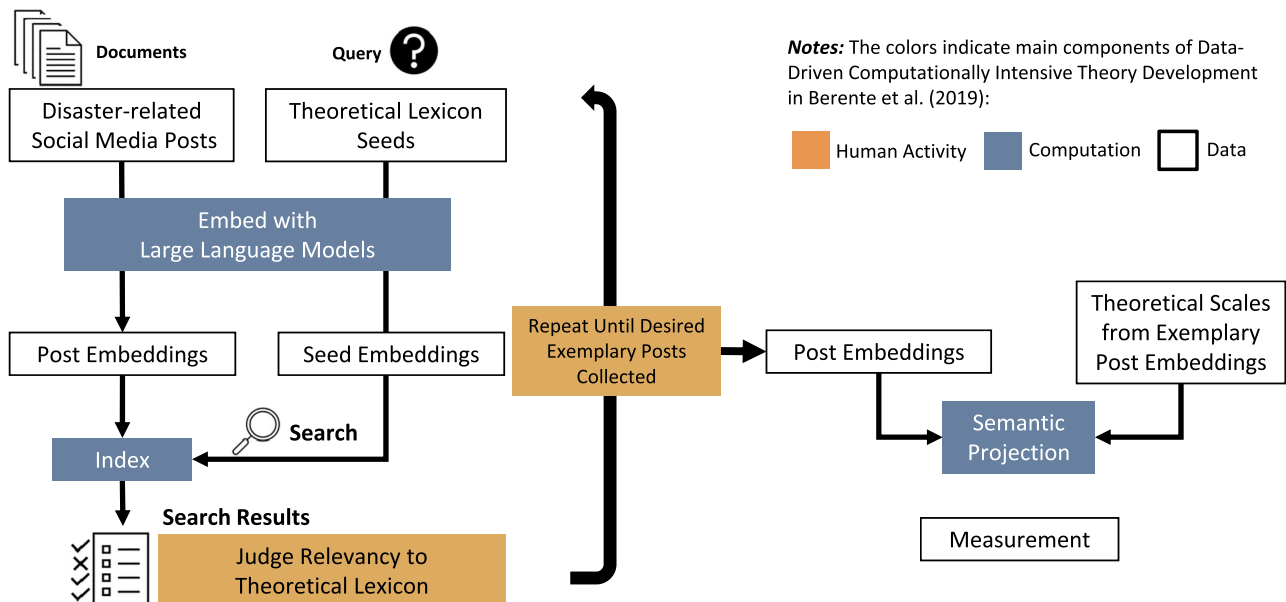 Documents
Query
?
Disaster-related
Social Media Posts
Theoretical Lexicon
Seeds
Embed with
Large Language Models
Post Embeddings
Seed Embeddings
Search
Index
Search Results
Judge Relevancy to
Theoretical Lexicon
Repeat Until Desired
Exemplary Posts
Collected
Notes: The colors indicate main components of Data-
Driven Computationally Intensive Theory Development
in Berente et al. (2019):
Human Activity
Computation
Data
Post Embeddings
Theoretical Scales
from Exemplary
Post Embeddings
Semantic
Projection
Measurement